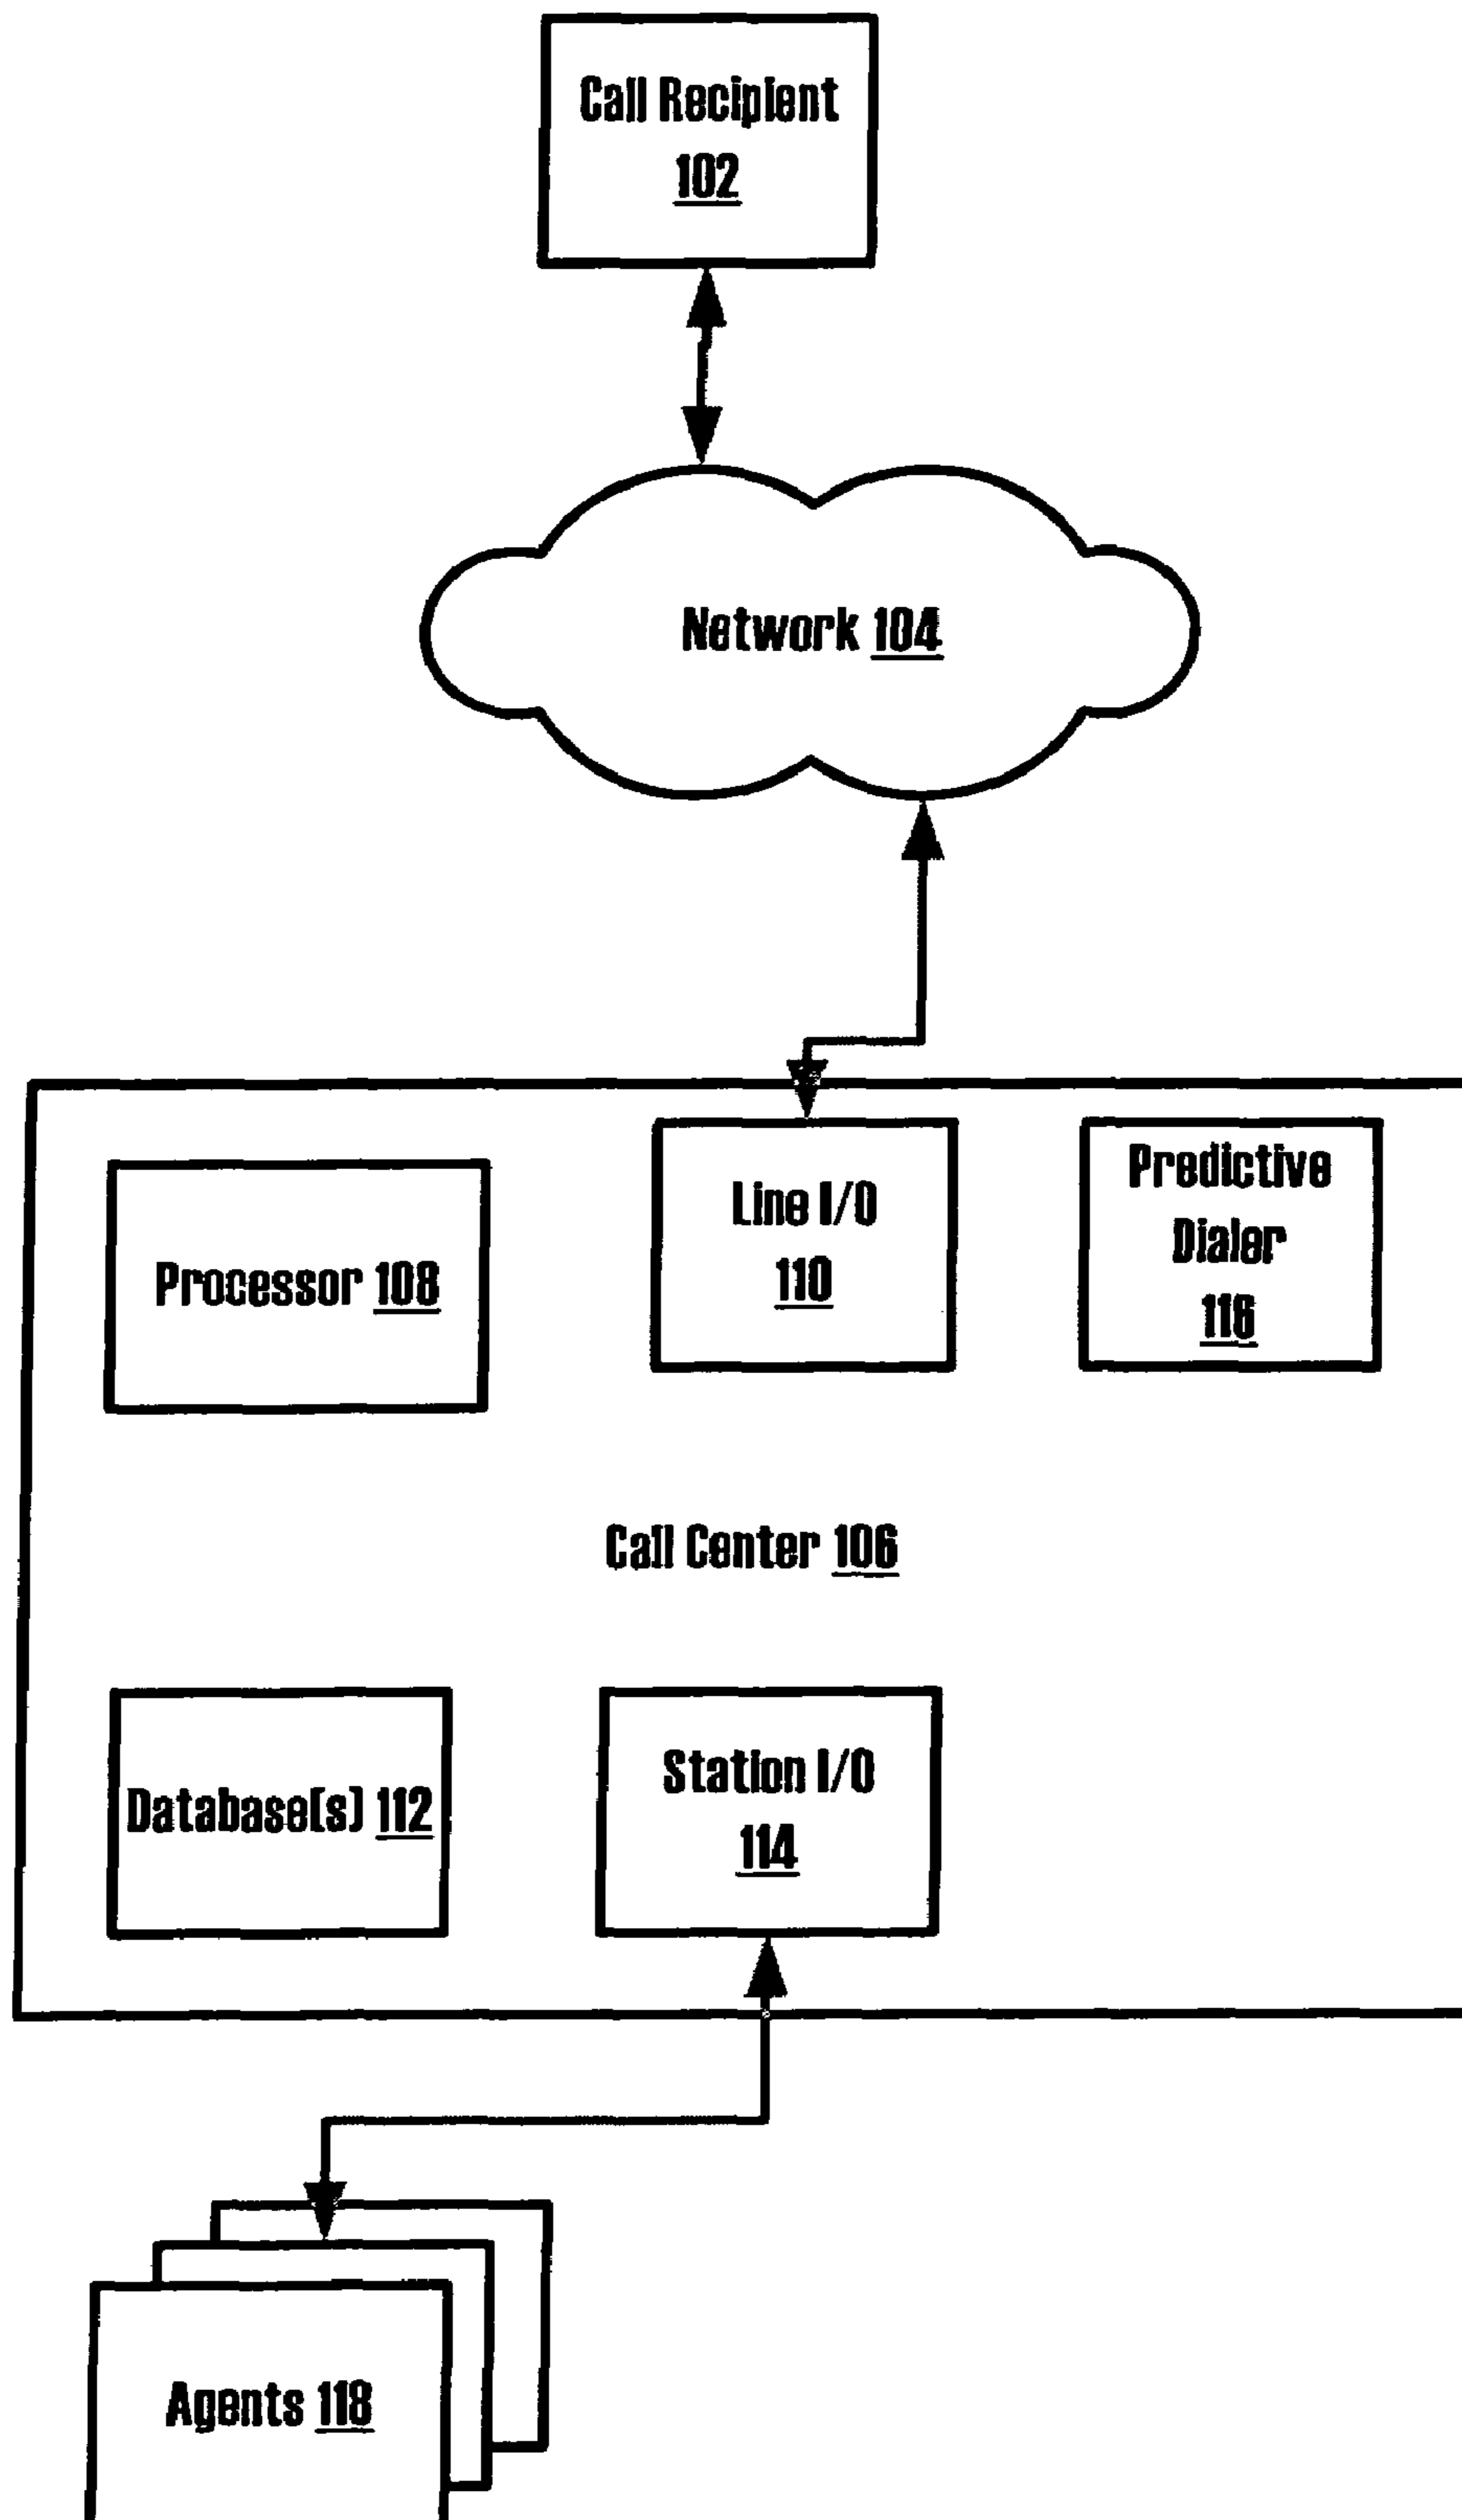 Call Recipient
102
Network 104
Processor 108
Line I/O
110
Predictive
Dialer
116
Call Center 106
Database(s) 112
Station I/O
114
Agents 118